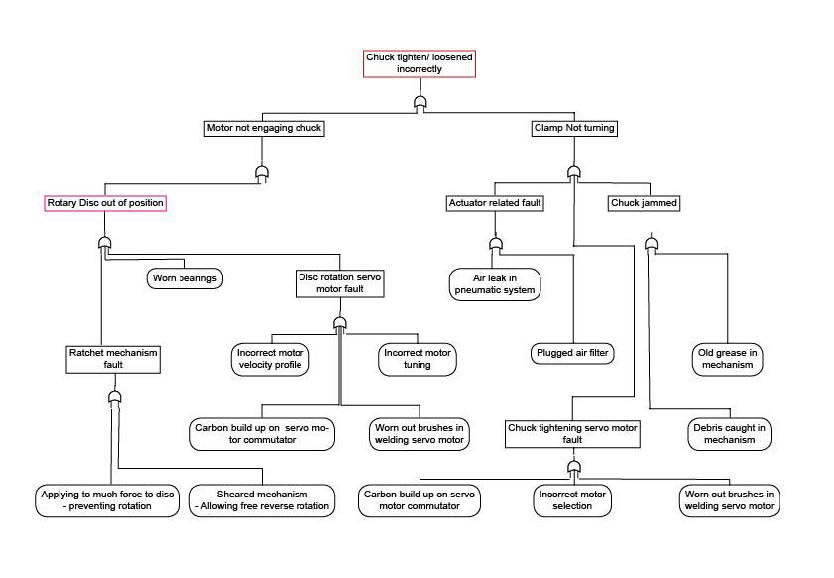 Chuck tighten/ loosened
incorrectly
Motor not engaging chuck
Clamp Not turning
Rotary Disc out of position
Actuator related fault
Chuck jammed
Worn bearings
Disc rotation servo
motor fault
Air leak in
pneumatic system
Ratchet mechanism
fault
Incorrect motor
velocity profile
Incorrect motor
tuning
Plugged air filter
Old grease in
mechanism
Carbon build up on servo mo-
tor commutator
Worn out brushes in
welding servo motor
Chuck tightening servo motor
fault
Debris caught in
mechanism
Applying to much force to disc
- preventing rotation
Sheared mechanism
- Allowing free reverse rotation
Carbon build up on servo
motor commutator
Incorrect motor
selection
Worn out brushes in
welding servo motor